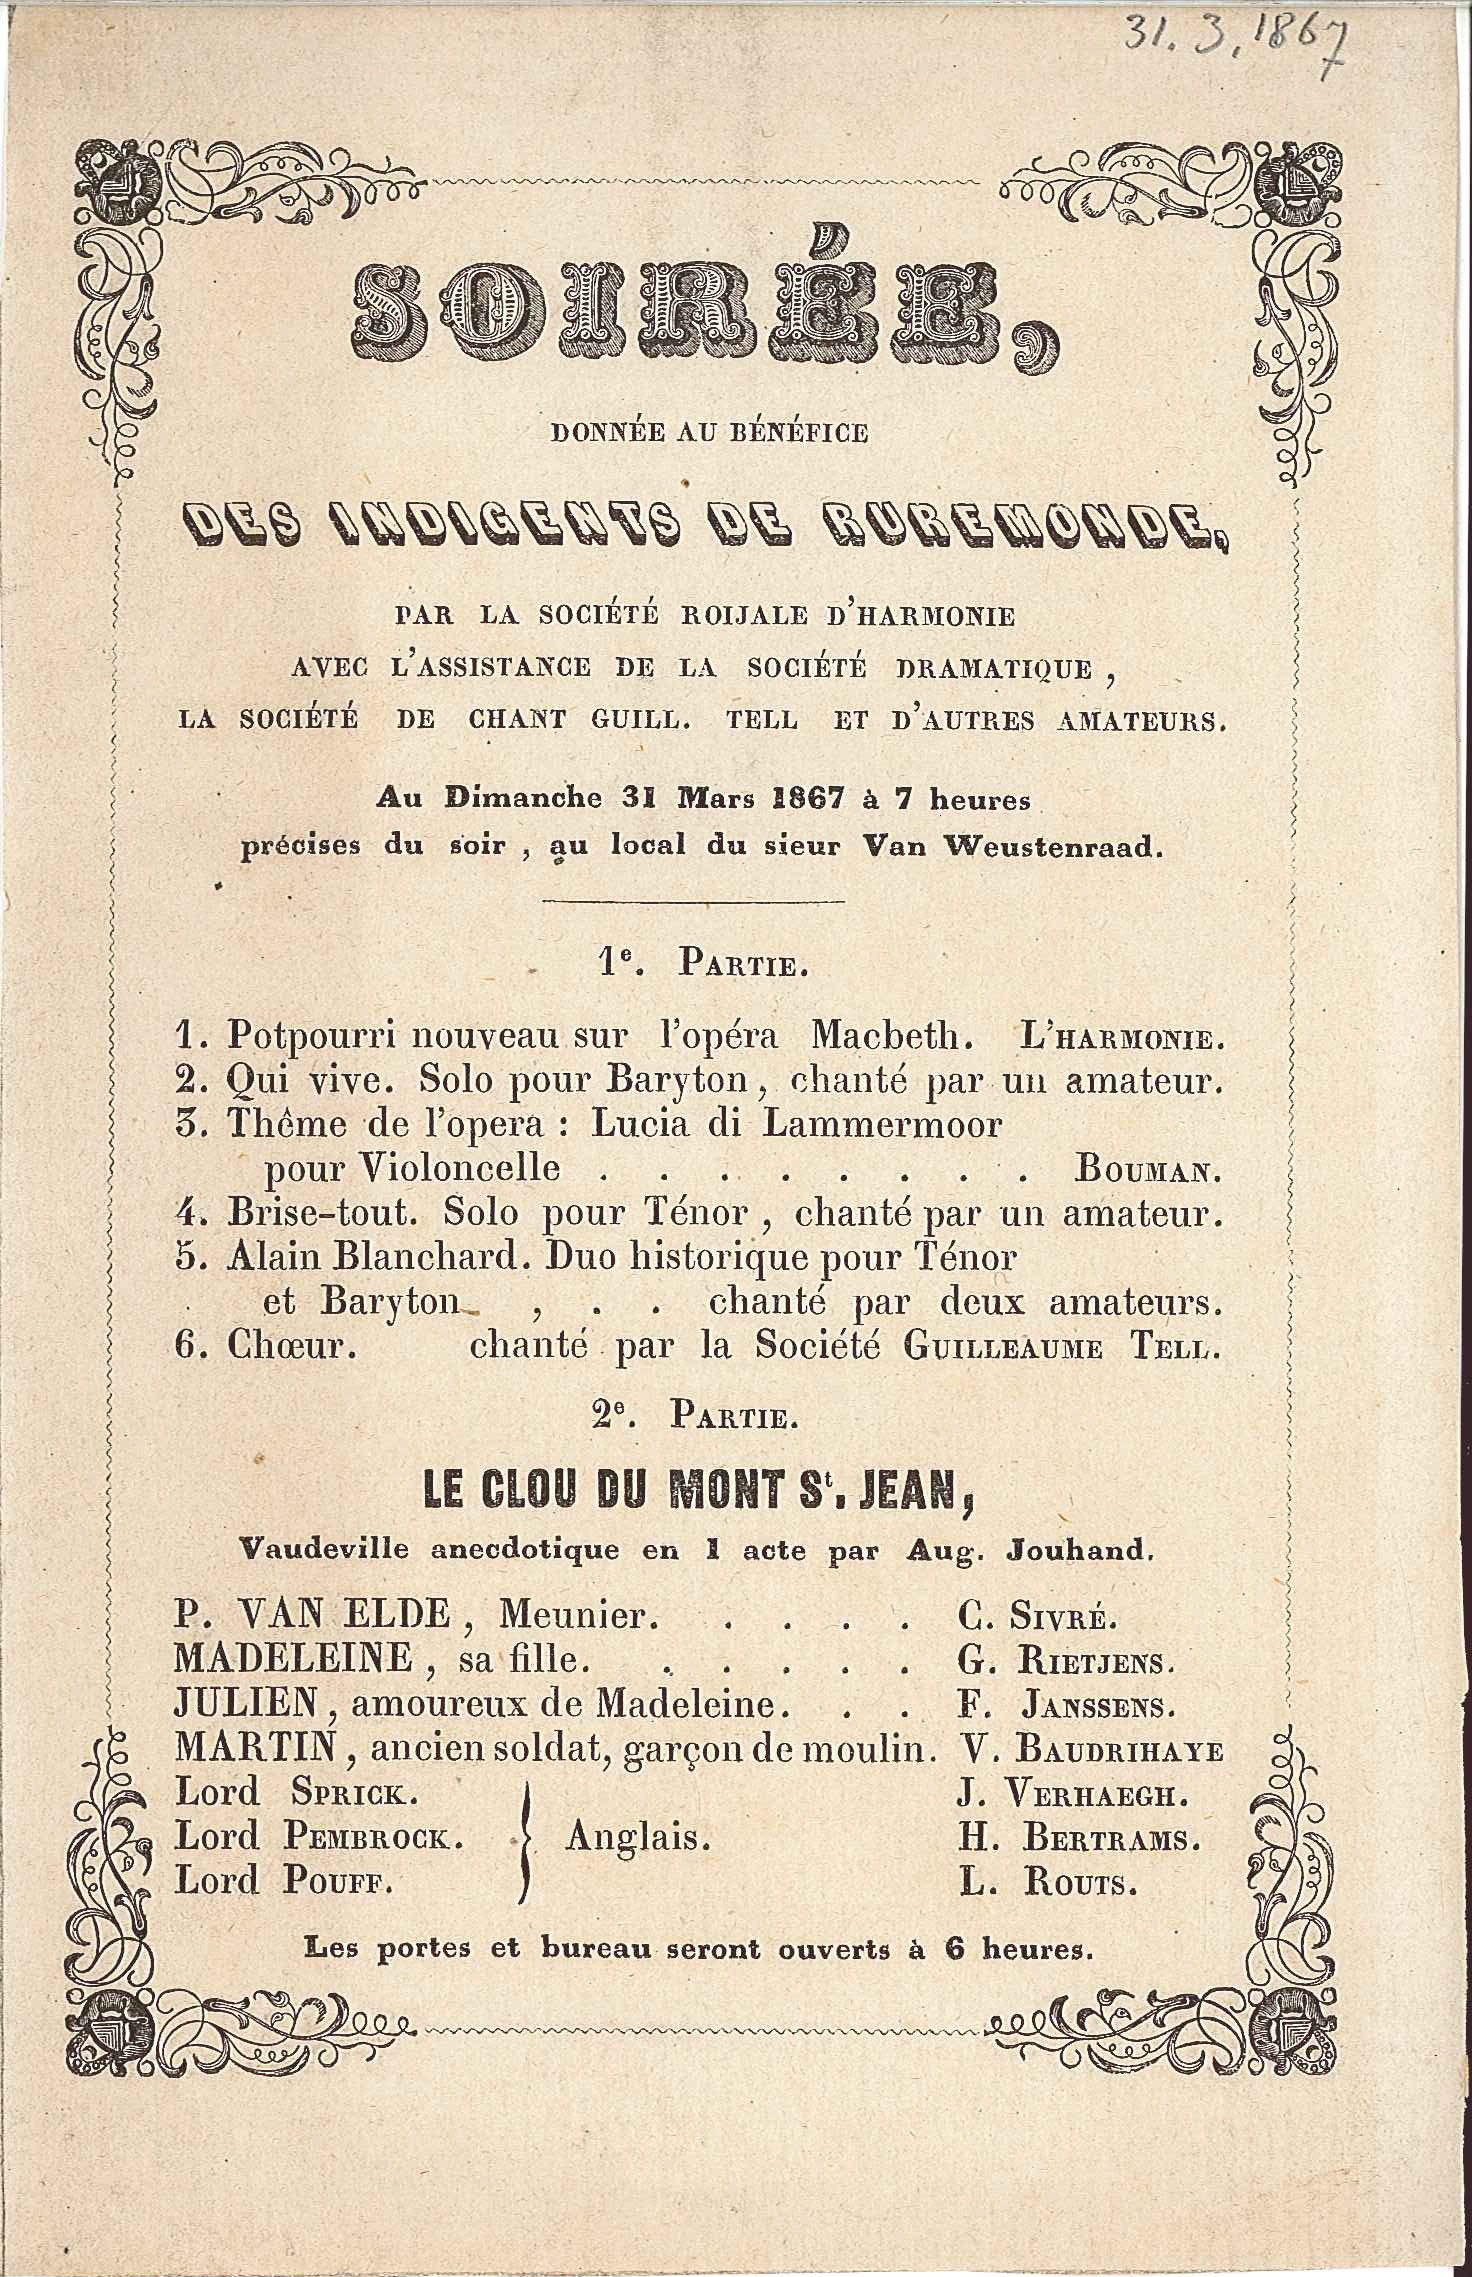 31.3.1867
SOIRÉE,
DONNÉE AU BÉNÉFICE
DES INDIGENTS DE RUREMONDE,
PAR LA SOCIÉTÉ ROIJALE D'HARMONIE
AVEC L'ASSISTANCE DE LA SOCIÉTÉ DRAMATIQUE,
LA SOCIÉTÉ DE CHANT GUILL. TELL ET D'AUTRES AMATEURS.
Au Dimanche 31 Mars 1867 à 7 heures
précises du soir, au local du sieur Van Weustenraad.
1e. PARTIE.
1. Potpourri nouveau sur l'opéra Macbeth. L'HARMONIE.
2. Qui vive. Solo pour Baryton, chanté par un amateur.
3. Thême de l'opera : Lucia di Lammermoor
pour Violoncelle . . . . . . . . BOUMAN.
4. Brise-tout. Solo pour Ténor, chanté par un amateur.
5. Alain Blanchard. Duo historique pour Ténor
et Baryton , . . chanté par deux amateurs.
6. Chœur. chanté par la Société GUILLEAUME TELL.
2e. PARTIE.
LE CLOU DU MONT St. JEAN,
Vaudeville anecdotique en 1 acte par Aug. Jouhand.
P. VAN ELDE, Meunier. . . . . C. SIVRÉ.
MADELEINE, sa fille. . . . . . G. RIETJENS.
JULIEN, amoureux de Madeleine. . . F. JANSSENS.
MARTIN, ancien soldat, garçon de moulin. V. BAUDRIHAYE
Lord SPRICK. J. VERHAEGH.
Lord PEMBROCK. } Anglais. H. BERTRAMS.
Lord POUFF. L. ROUTS.
Les portes et bureau seront ouverts à 6 heures.